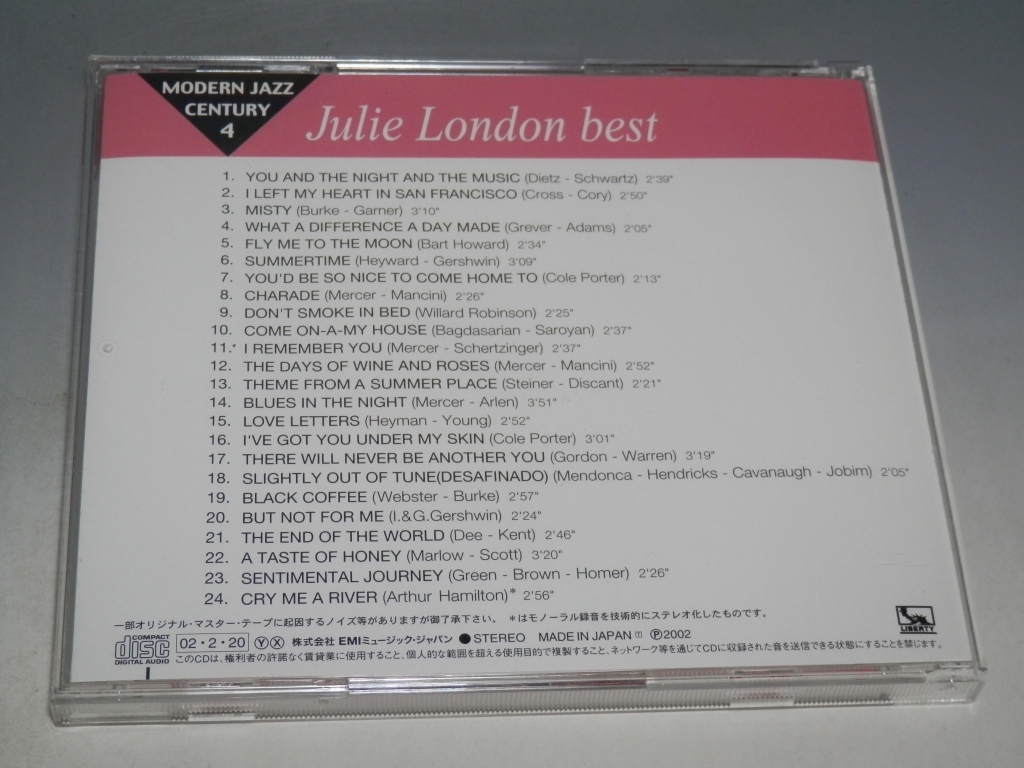 MODERN JAZZ
CENTURY
4
Julie London best
1. YOU AND THE NIGHT AND THE MUSIC (Dietz - Schwartz) 2'39"
2. I LEFT MY HEART IN SAN FRANCISCO (Cross - Cory) 2'50"
3. MISTY (Burke - Garner) 3'10"
4. WHAT A DIFFERENCE A DAY MADE (Grever - Adams) 2'05"
5. FLY ME TO THE MOON (Bart Howard) 2'34"
6. SUMMERTIME (Heyward - Gershwin) 3'09"
7. YOU'D BE SO NICE TO COME HOME TO (Cole Porter) 2'13"
8. CHARADE (Mercer - Mancini) 2'26"
9. DON'T SMOKE IN BED (Willard Robinson) 2'25"
10. COME ON-A-MY HOUSE (Bagdasarian - Saroyan) 2'37"
11. I REMEMBER YOU (Mercer - Schertzinger) 2'37"
12. THE DAYS OF WINE AND ROSES (Mercer - Mancini) 2'52"
13. THEME FROM A SUMMER PLACE (Steiner - Discant) 2'21"
14. BLUES IN THE NIGHT (Mercer - Arlen) 3'51"
15. LOVE LETTERS (Heyman - Young) 2'52"
16. I'VE GOT YOU UNDER MY SKIN (Cole Porter) 3'01"
17. THERE WILL NEVER BE ANOTHER YOU (Gordon - Warren) 3'19"
18. SLIGHTLY OUT OF TUNE(DESAFINADO) (Mendonca - Hendricks - Cavanaugh - Jobim) 2'05"
19. BLACK COFFEE (Webster - Burke) 2'57"
20. BUT NOT FOR ME (I.&G.Gershwin) 2'24"
21. THE END OF THE WORLD (Dee - Kent) 2'46"
22. A TASTE OF HONEY (Marlow - Scott) 3'20"
23. SENTIMENTAL JOURNEY (Green - Brown - Homer) 2'26"
24. CRY ME A RIVER (Arthur Hamilton)* 2'56"
一部オリジナル・マスター・テープに起因するノイズ等がありますが御了承下さい。 *はモノーラル録音を技術的にステレオ化したものです。
LIBERTY
COMPACT disc DIGITAL AUDIO 02・2・20 Ⓨ Ⓧ 株式会社 EMIミュージック・ジャパン ●STEREO MADE IN JAPAN Ⓣ Ⓟ2002
このCDは、権利者の許諾なく賃貸業に使用すること、個人的な範囲を超える使用目的で複製すること、ネットワーク等を通じてCDに収録された音を送信できる状態にすることを禁じます。